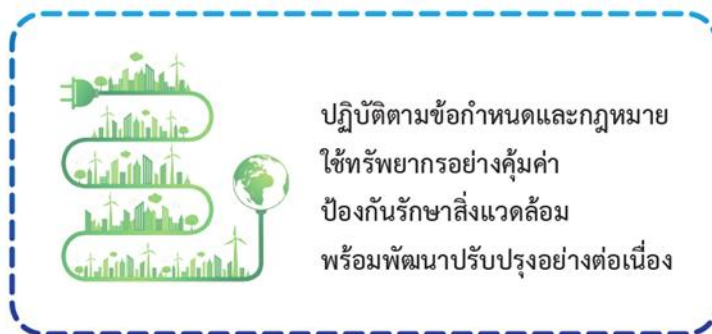 ปฏิบัติตามข้อกำหนดและกฎหมาย
ใช้ทรัพยากรอย่างคุ้มค่า
ป้องกันรักษาสิ่งแวดล้อม
พร้อมพัฒนาปรับปรุงอย่างต่อเนื่อง